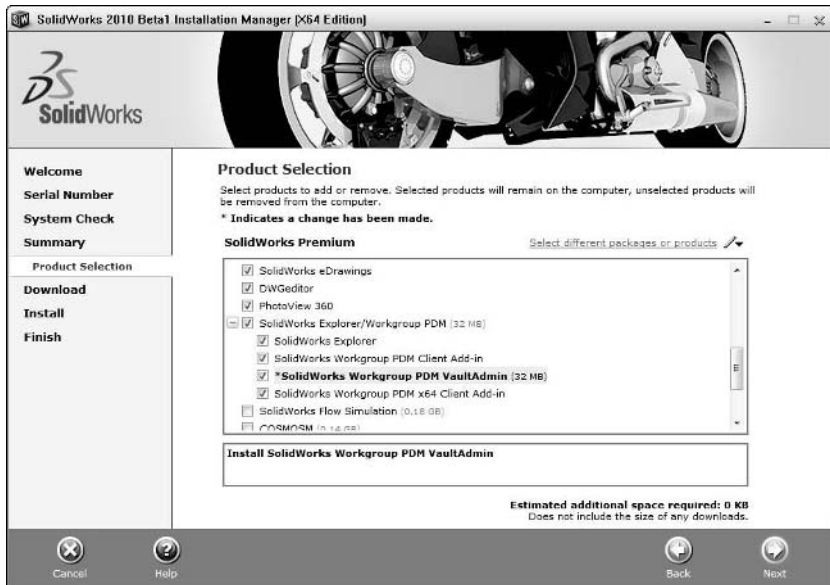 SolidWorks 2010 Beta1 Installation Manager (X64 Edition)
SolidWorks
Welcome
Serial Number
System Check
Summary
Product Selection
Download
Install
Finish
Product Selection
Select products to add or remove. Selected products will remain on the computer, unselected products will
be removed from the computer.
* Indicates a change has been made.
SolidWorks Premium
Select different packages or products
SolidWorks eDrawings
DWGeditor
PhotoView 360
SolidWorks Explorer/Workgroup PDM (32 MB)
SolidWorks Explorer
SolidWorks Workgroup PDM Client Add-in
*SolidWorks Workgroup PDM VaultAdmin (32 MB)
SolidWorks Workgroup PDM x64 Client Add-in
SolidWorks Flow Simulation (0.18 GB)
COSMOSM (0.14 GB)
Install SolidWorks Workgroup PDM VaultAdmin
Estimated additional space required: 0 KB
Does not include the size of any downloads.
Cancel
Help
Back
Next